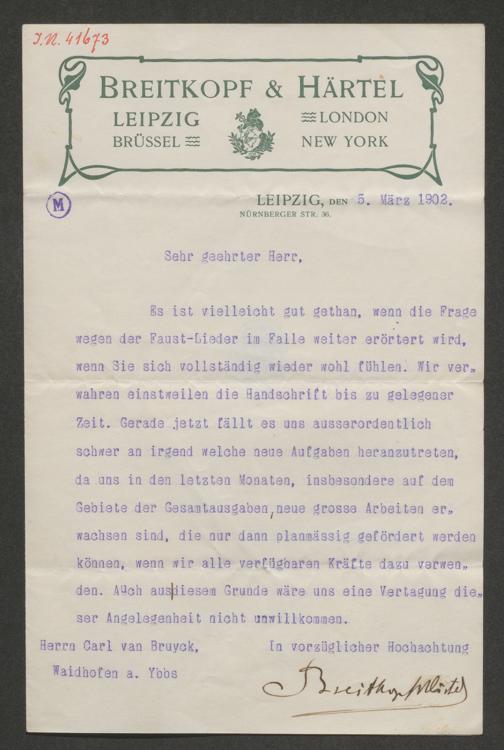 I.N. 41673
BREITKOPF & HÄRTEL
LEIPZIG LONDON
BRÜSSEL NEW YORK
M
LEIPZIG, DEN 5. März 1902.
NÜRNBERGER STR. 36.
Sehr geehrter Herr,
Es ist vielleicht gut gethan, wenn die Frage
wegen der Faust-Lieder im Falle weiter erörtert wird,
wenn Sie sich vollständig wieder wohl fühlen. Wir ver-
wahren einstweilen die Handschrift bis zu gelegener
Zeit. Gerade jetzt fällt es uns ausserordentlich
schwer an irgend welche neue Aufgaben heranzutreten,
da uns in den letzten Monaten, insbesondere auf dem
Gebiete der Gesamtausgaben, neue grosse Arbeiten er-
wachsen sind, die nur dann planmässig gefördert werden
können, wenn wir alle verfügbaren Kräfte dazu verwen-
den. Auch aus|diesem Grunde wäre uns eine Vertagung die-
ser Angelegenheit nicht unwillkommen.
Herrn Carl van Bruyck, In vorzüglicher Hochachtung
Waidhofen a. Ybbs Breitkopf&Härtel